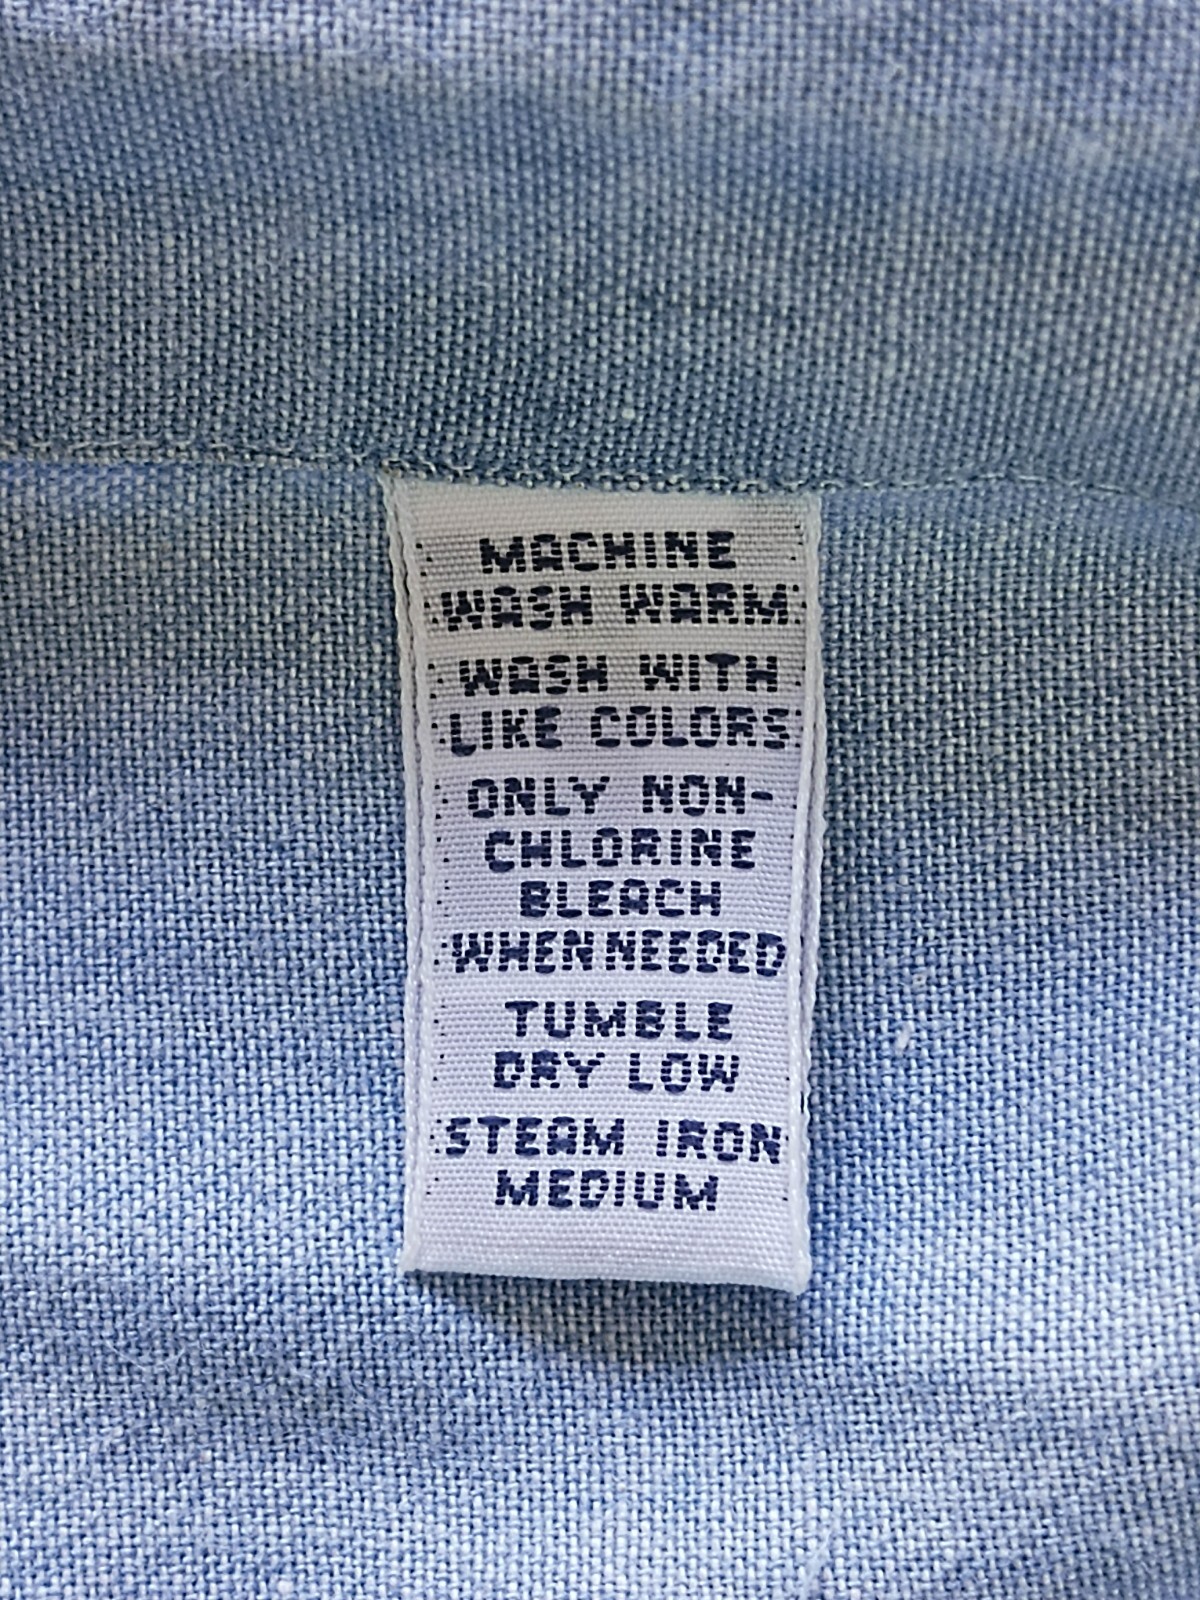 MACHINE
WASH WARM
WASH WITH
LIKE COLORS
ONLY NON-
CHLORINE
BLEACH
WHEN NEEDED
TUMBLE
DRY LOW
STEAM IRON
MEDIUM